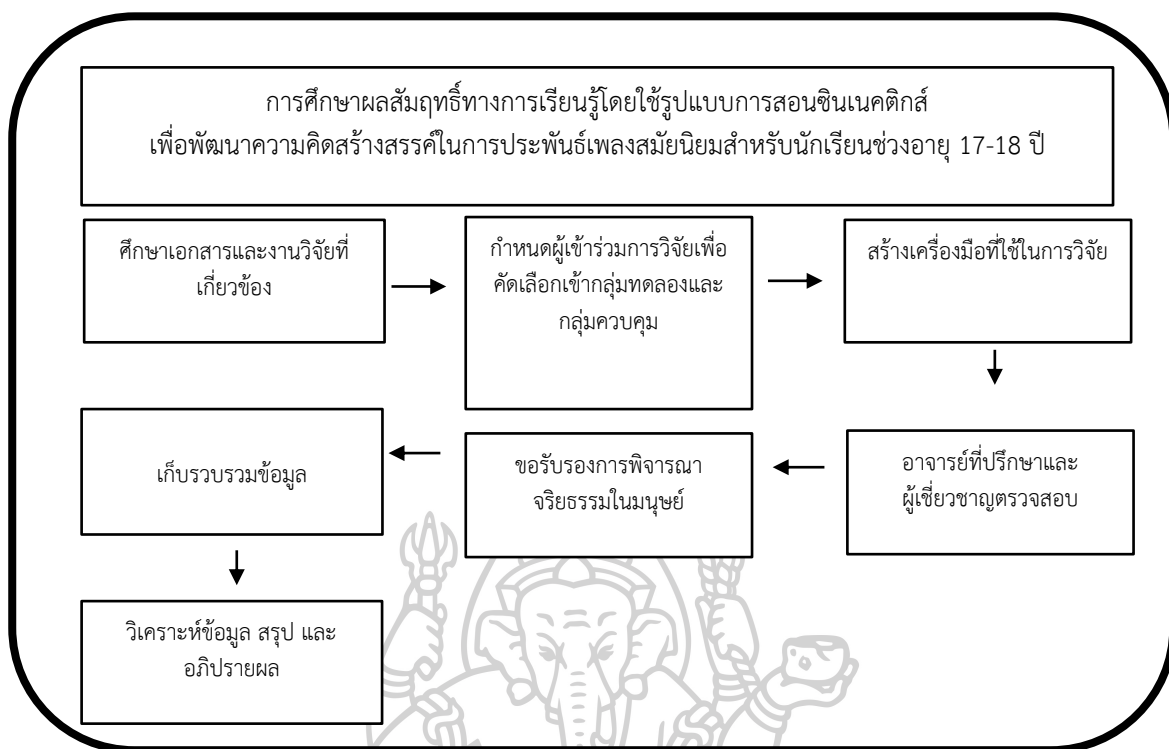 การศึกษาผลสัมฤทธิ์ทางการเรียนรู้โดยใช้รูปแบบการสอนซินเนคติกส์
เพื่อพัฒนาความคิดสร้างสรรค์ในการประพันธ์เพลงสมัยนิยมสำหรับนักเรียนช่วงอายุ 17-18 ปี
ศึกษาเอกสารและงานวิจัยที่
เกี่ยวข้อง
กำหนดผู้เข้าร่วมการวิจัยเพื่อ
คัดเลือกเข้ากลุ่มทดลองและ
กลุ่มควบคุม
สร้างเครื่องมือที่ใช้ในการวิจัย
อาจารย์ที่ปรึกษาและ
ผู้เชี่ยวชาญตรวจสอบ
ขอรับรองการพิจารณา
จริยธรรมในมนุษย์
เก็บรวบรวมข้อมูล
วิเคราะห์ข้อมูล สรุป และ
อภิปรายผล